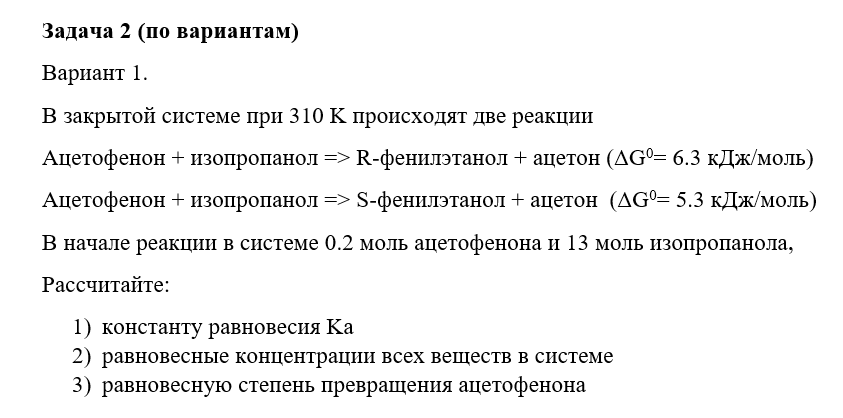 Задача 2 (по вариантам)
Вариант 1.
В закрытой системе при 310 К происходят две реакции
Ацетофенон + изопропанол => R-фенилэтанол + ацетон (ΔG⁰= 6.3 кДж/моль)
Ацетофенон + изопропанол => S-фенилэтанол + ацетон (ΔG⁰= 5.3 кДж/моль)
В начале реакции в системе 0.2 моль ацетофенона и 13 моль изопропанола,
Рассчитайте:
1) константу равновесия Ка
2) равновесные концентрации всех веществ в системе
3) равновесную степень превращения ацетофенона